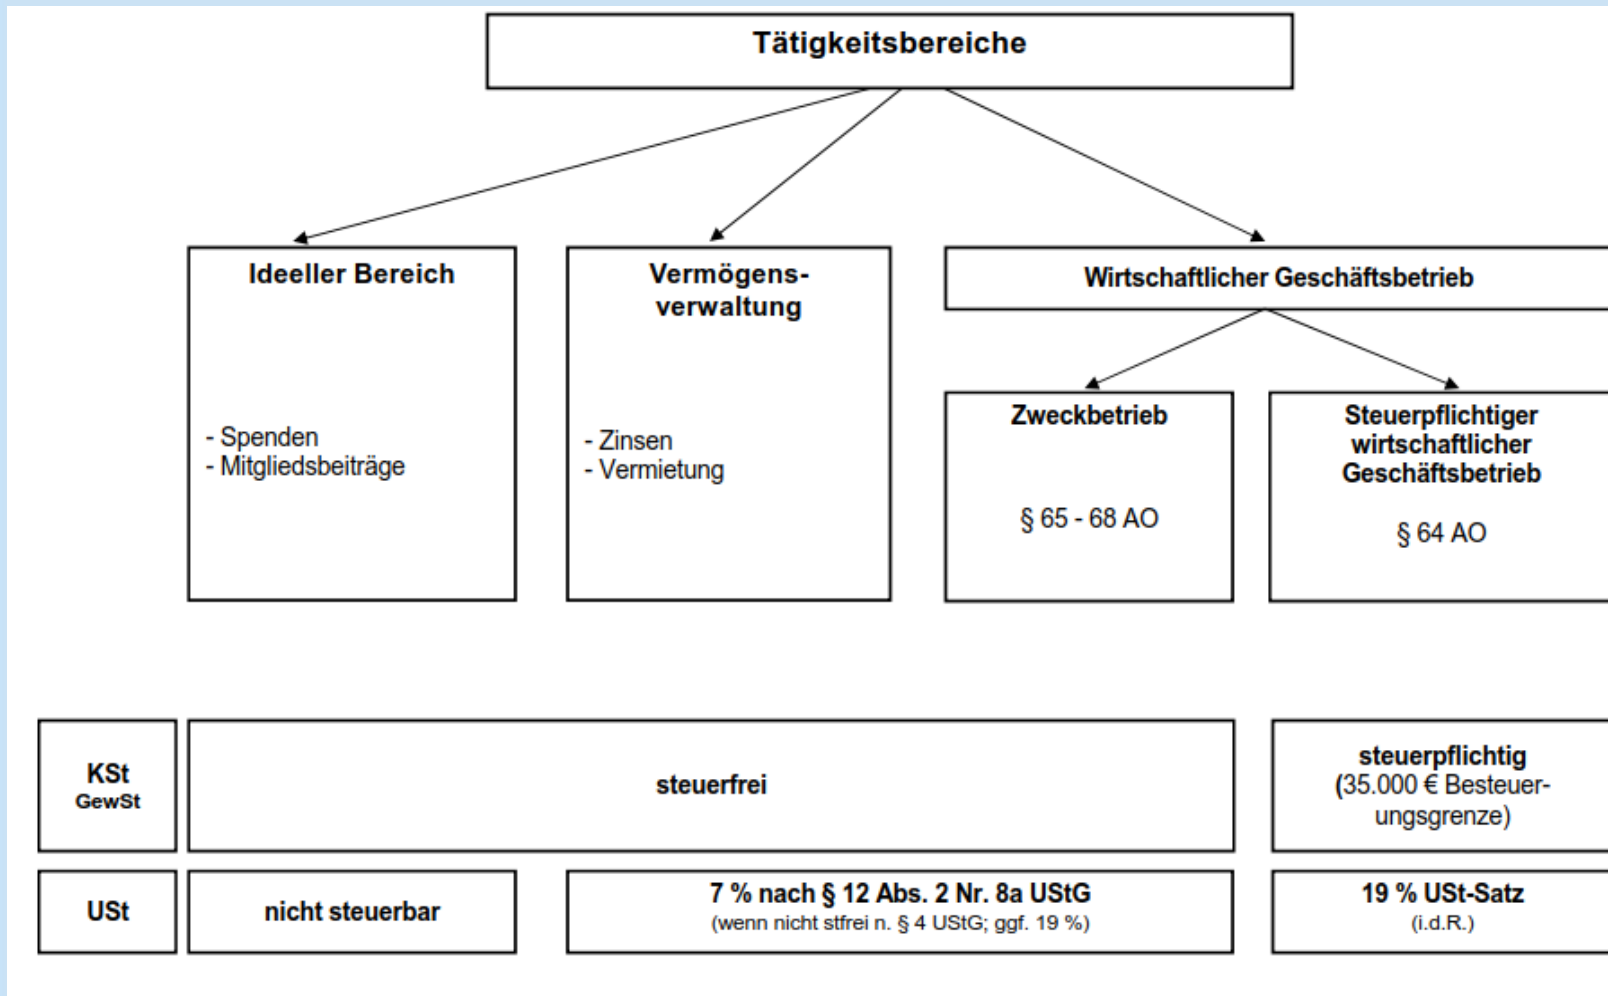 Tätigkeitsbereiche
Ideeller Bereich
- Spenden
- Mitgliedsbeiträge
Vermögens-
verwaltung
- Zinsen
- Vermietung
Wirtschaftlicher Geschäftsbetrieb
Zweckbetrieb
§ 65 - 68 AO
Steuerpflichtiger
wirtschaftlicher
Geschäftsbetrieb
§ 64 AO
KSt
GewSt
steuerfrei
steuerpflichtig
(35.000 € Besteuer-
ungsgrenze)
USt
nicht steuerbar
7 % nach § 12 Abs. 2 Nr. 8a UStG
(wenn nicht stfrei n. § 4 UStG; ggf. 19 %)
19 % USt-Satz
(i.d.R.)